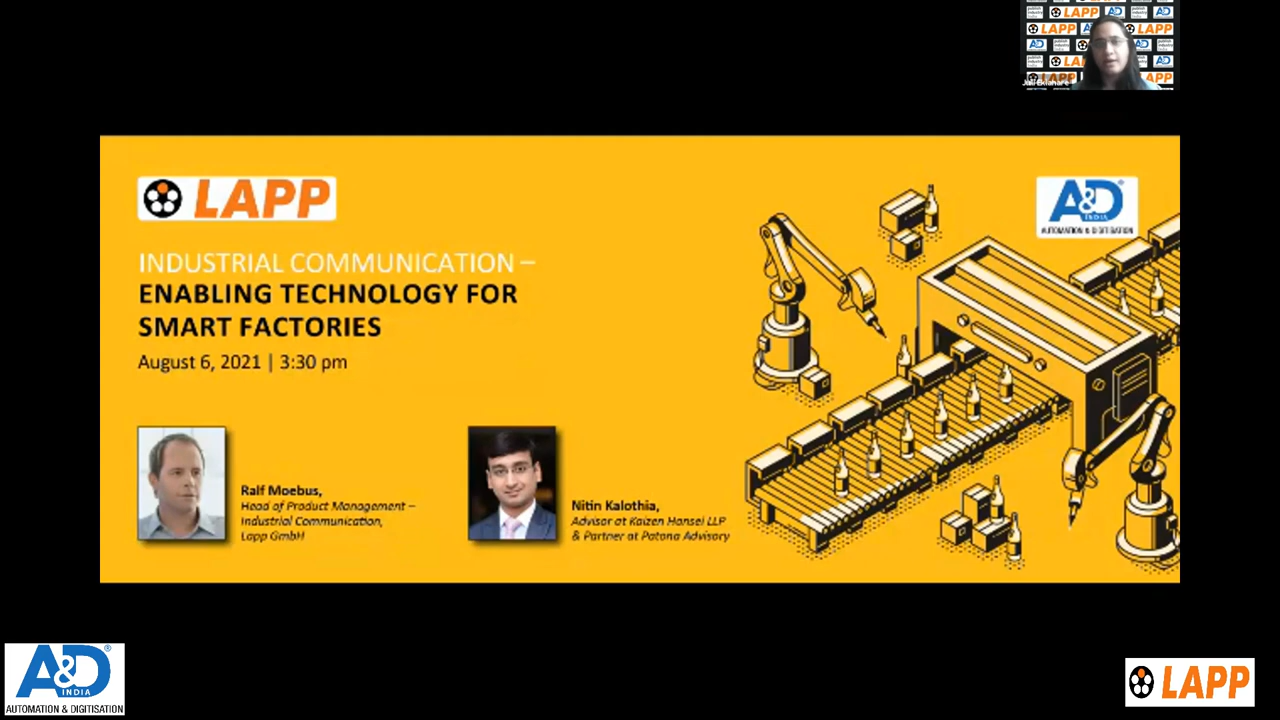 LAPP
INDUSTRIAL COMMUNICATION –
ENABLING TECHNOLOGY FOR
SMART FACTORIES
August 6, 2021 | 3:30 pm
Ralf Moebus,
Head of Product Management –
Industrial Communication,
Lapp GmbH
Nitin Kalothia,
Advisor at Kaizen Hansei LLP
& Partner at Patona Advisory
A&D®
INDIA
AUTOMATION & DIGITISATION
A&D®
INDIA
AUTOMATION & DIGITISATION
LAPP